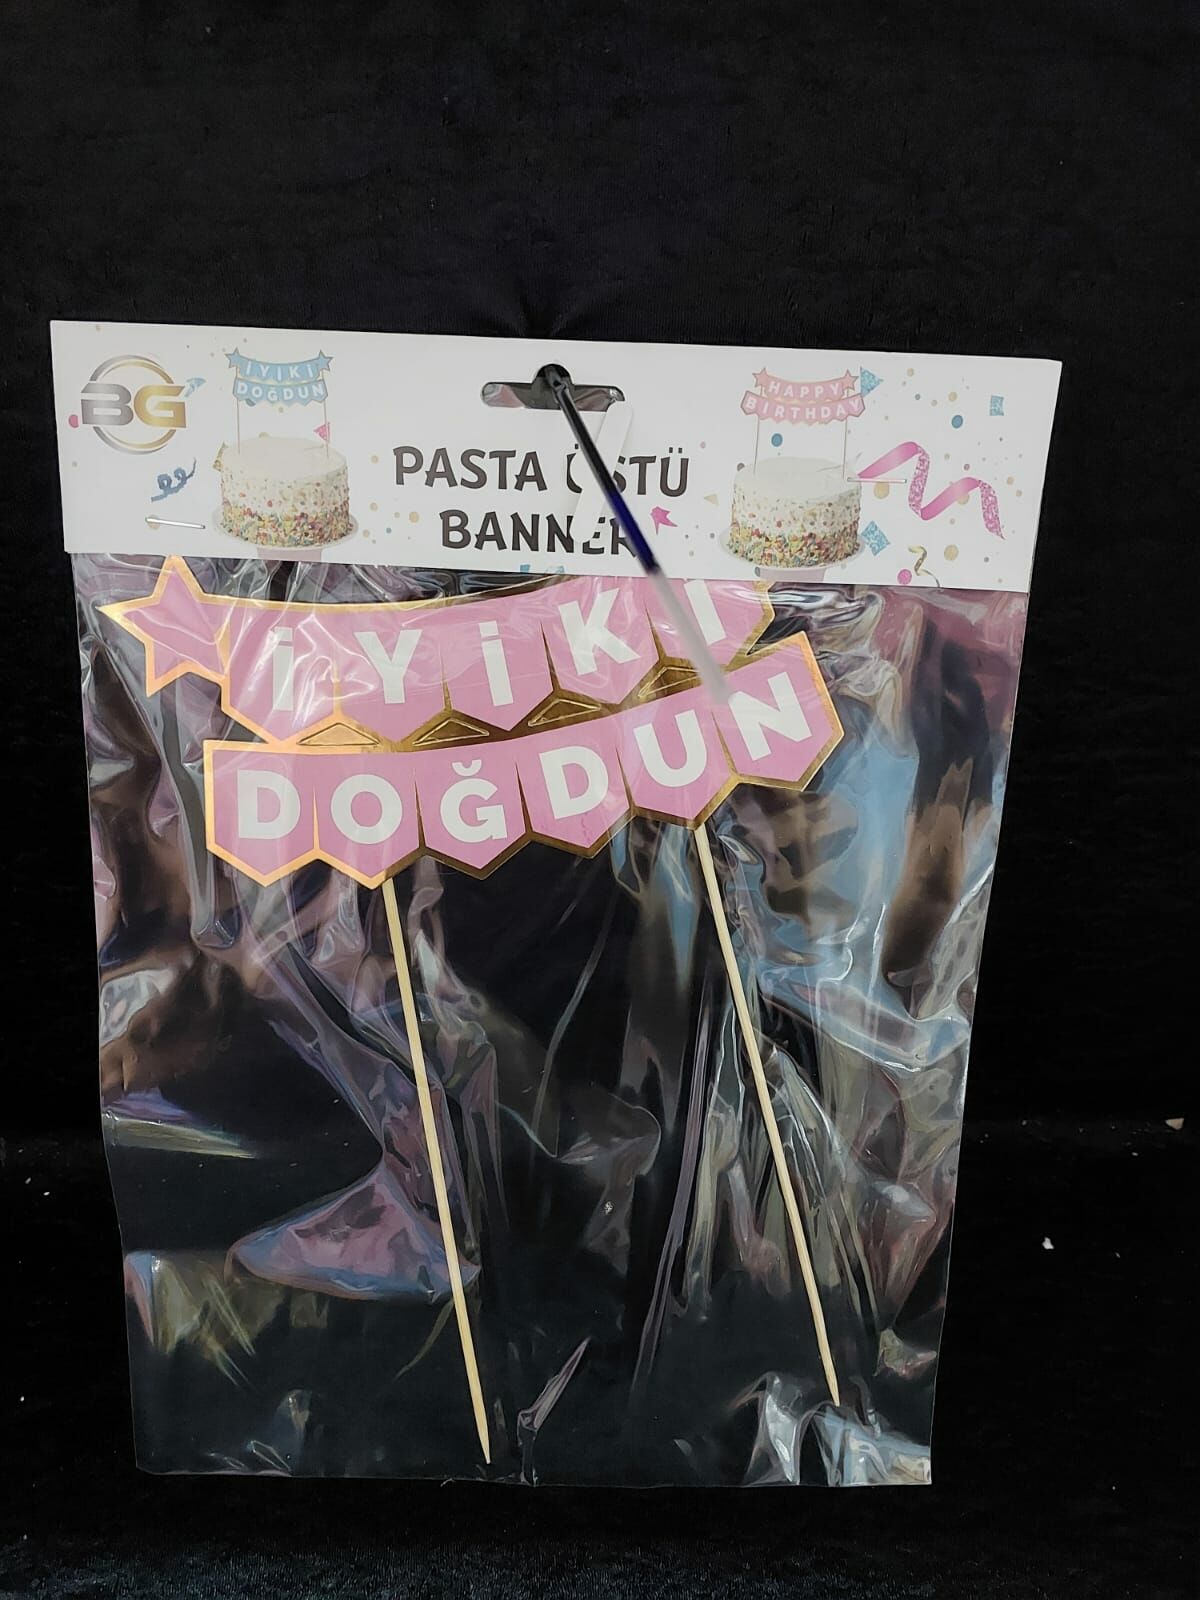 BG
İYİKİ
DOĞDUN
HAPPY
BIRTHDAY
PASTA ÜSTÜ
BANNER
İYİKİ
DOĞDUN